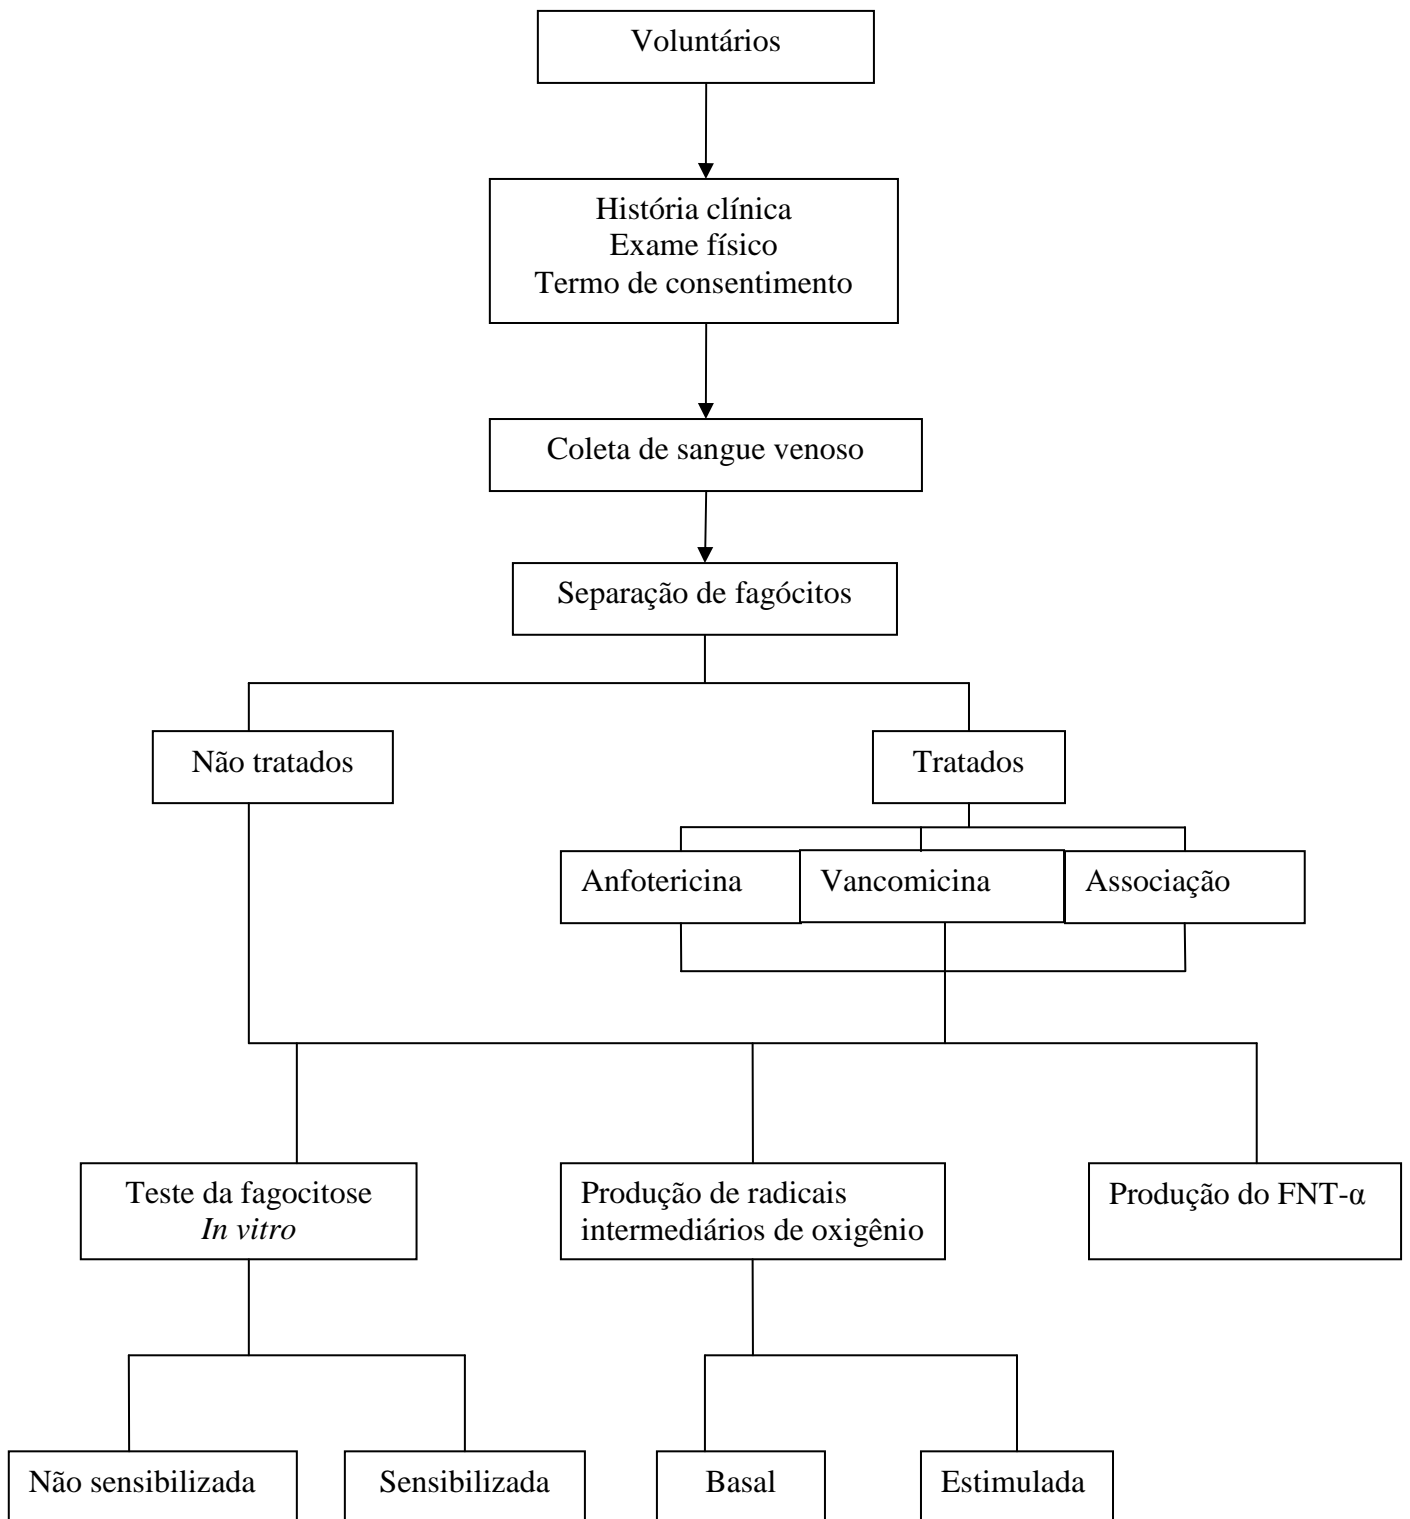 Voluntários
História clínica
Exame físico
Termo de consentimento
Coleta de sangue venoso
Separação de fagócitos
Não tratados
Tratados
Anfotericina
Vancomicina
Associação
Teste da fagocitose
In vitro
Produção de radicais
intermediários de oxigênio
Produção do FNT-α
Não sensibilizada
Sensibilizada
Basal
Estimulada